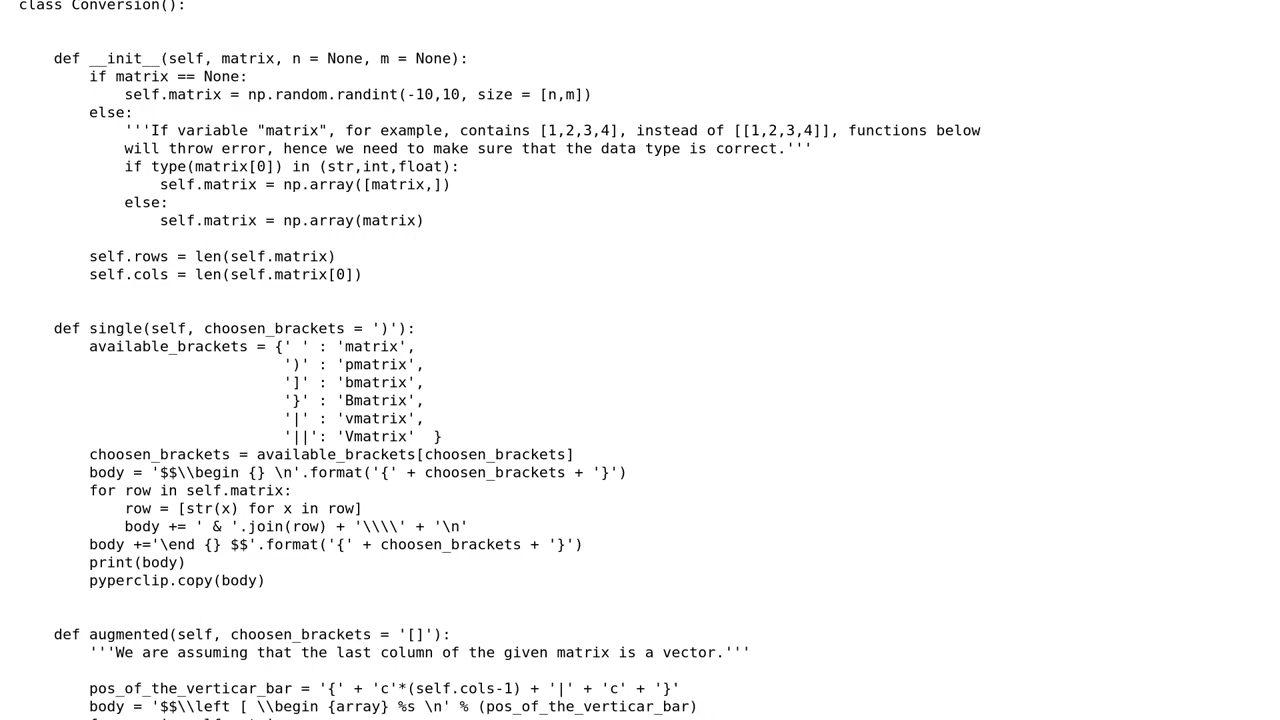 class Conversion():
def __init__(self, matrix, n = None, m = None):
if matrix == None:
self.matrix = np.random.randint(-10,10, size = [n,m])
else:
'''If variable "matrix", for example, contains [1,2,3,4], instead of [[1,2,3,4]], functions below
will throw error, hence we need to make sure that the data type is correct.'''
if type(matrix[0]) in (str,int,float):
self.matrix = np.array([matrix,])
else:
self.matrix = np.array(matrix)
self.rows = len(self.matrix)
self.cols = len(self.matrix[0])
def single(self, choosen_brackets = ')'):
available_brackets = {' ' : 'matrix',
')' : 'pmatrix',
']' : 'bmatrix',
'}' : 'Bmatrix',
'|' : 'vmatrix',
'||': 'Vmatrix'  }
choosen_brackets = available_brackets[choosen_brackets]
body = '$$\\begin {} \n'.format('{' + choosen_brackets + '}')
for row in self.matrix:
row = [str(x) for x in row]
body += ' & '.join(row) + '\\\\' + '\n'
body +='\end {} $$'.format('{' + choosen_brackets + '}')
print(body)
pyperclip.copy(body)
def augmented(self, choosen_brackets = '[]'):
'''We are assuming that the last column of the given matrix is a vector.'''
pos_of_the_verticar_bar = '{' + 'c'*(self.cols-1) + '|' + 'c' + '}'
body = '$$\\left [ \\begin {array} %s \n' % (pos_of_the_verticar_bar)